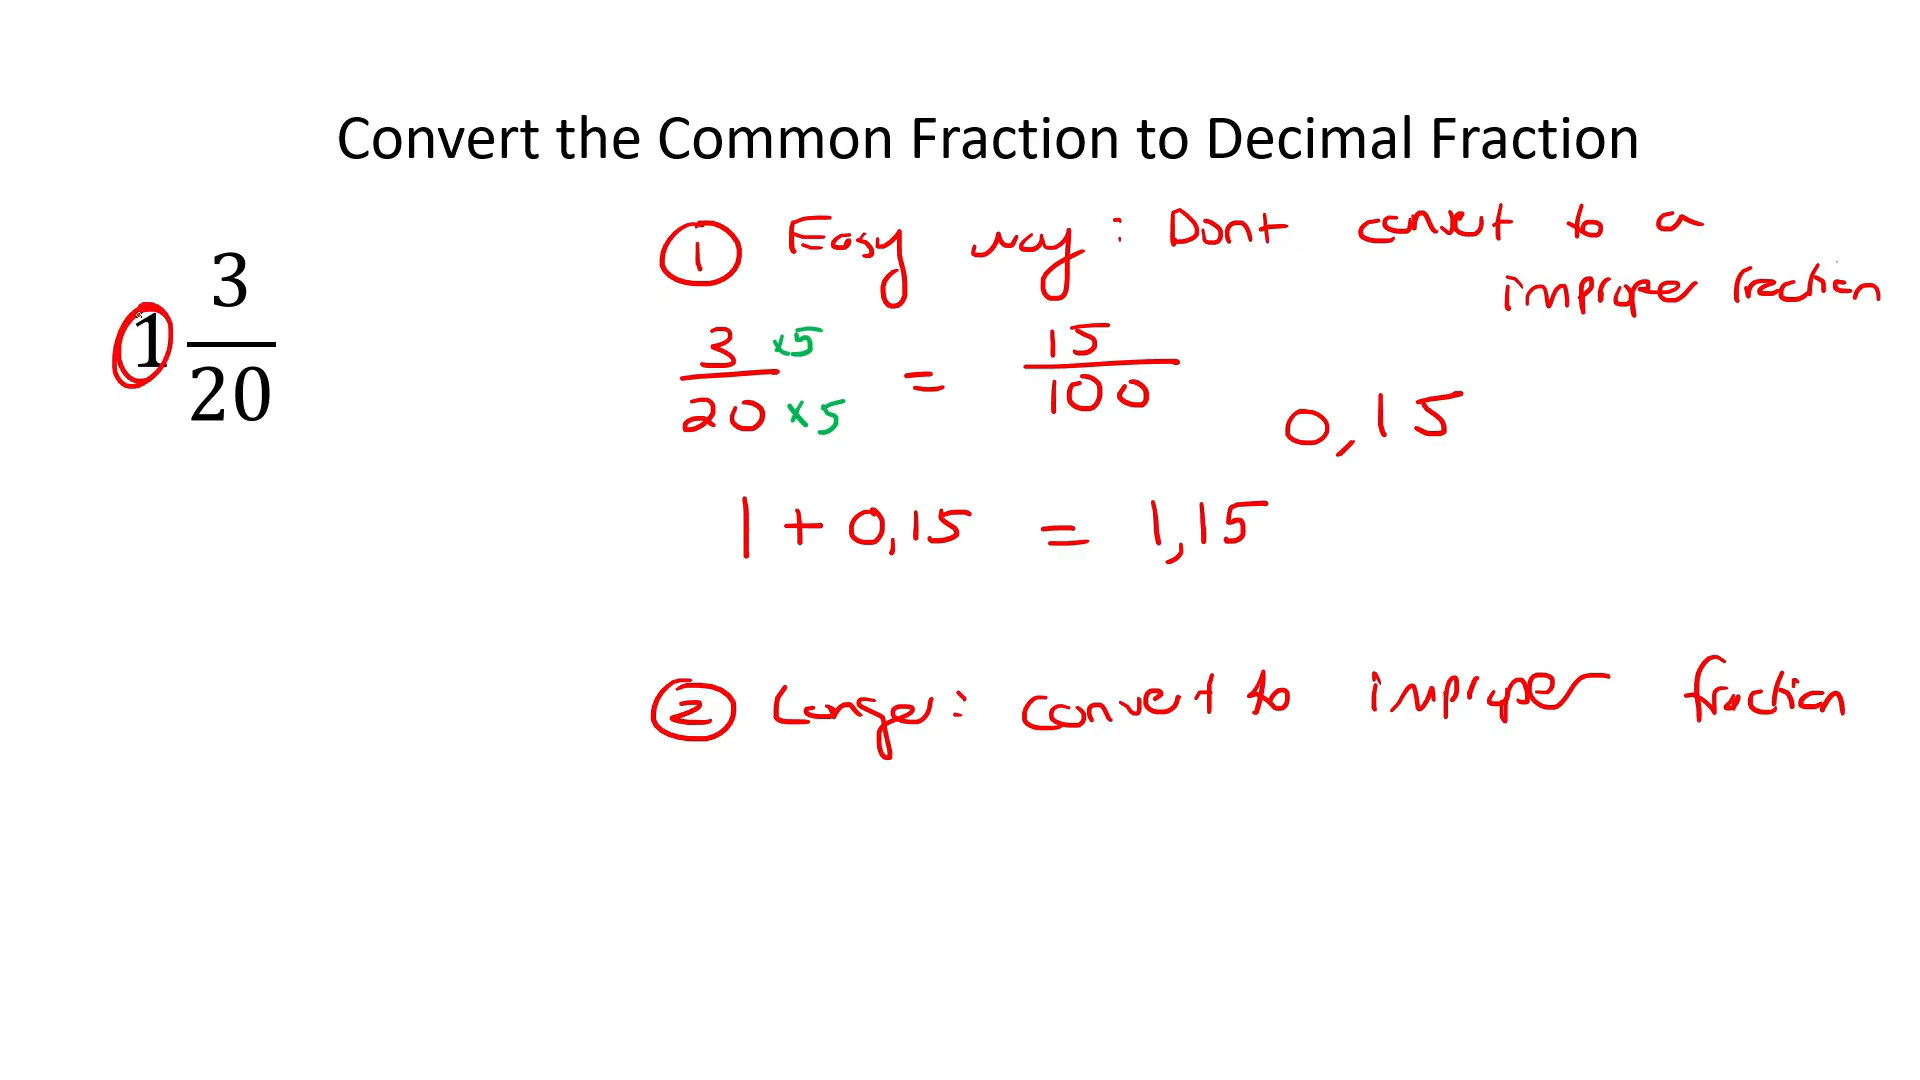 Convert the Common Fraction to Decimal Fraction
① Easy way : Dont convert to a
improper fraction
1 3/20
3 ×5 / 20 ×5 = 15/100 0,15
1 + 0,15 = 1,15
② Longer : convert to improper fraction